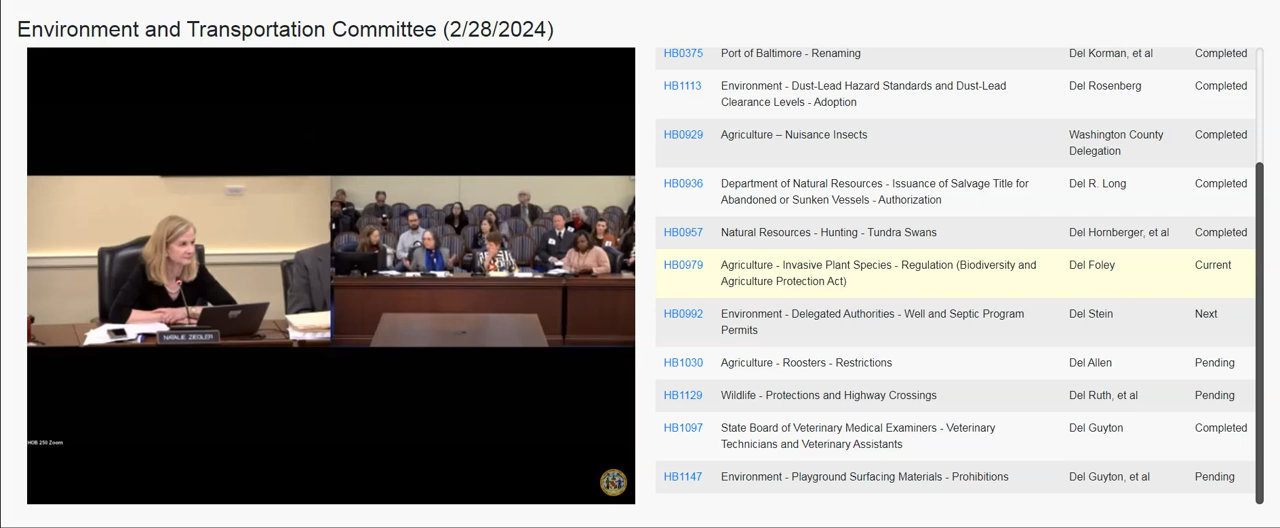 Environment and Transportation Committee (2/28/2024)
NATALIE ZIEGLER
HOB 250 Zoom
HB0375 Port of Baltimore - Renaming Del Korman, et al Completed
HB1113 Environment - Dust-Lead Hazard Standards and Dust-Lead Del Rosenberg Completed
Clearance Levels - Adoption
HB0929 Agriculture – Nuisance Insects Washington County Completed
Delegation
HB0936 Department of Natural Resources - Issuance of Salvage Title for Del R. Long Completed
Abandoned or Sunken Vessels - Authorization
HB0957 Natural Resources - Hunting - Tundra Swans Del Hornberger, et al Completed
HB0979 Agriculture - Invasive Plant Species - Regulation (Biodiversity and Del Foley Current
Agriculture Protection Act)
HB0992 Environment - Delegated Authorities - Well and Septic Program Del Stein Next
Permits
HB1030 Agriculture - Roosters - Restrictions Del Allen Pending
HB1129 Wildlife - Protections and Highway Crossings Del Ruth, et al Pending
HB1097 State Board of Veterinary Medical Examiners - Veterinary Del Guyton Completed
Technicians and Veterinary Assistants
HB1147 Environment - Playground Surfacing Materials - Prohibitions Del Guyton, et al Pending